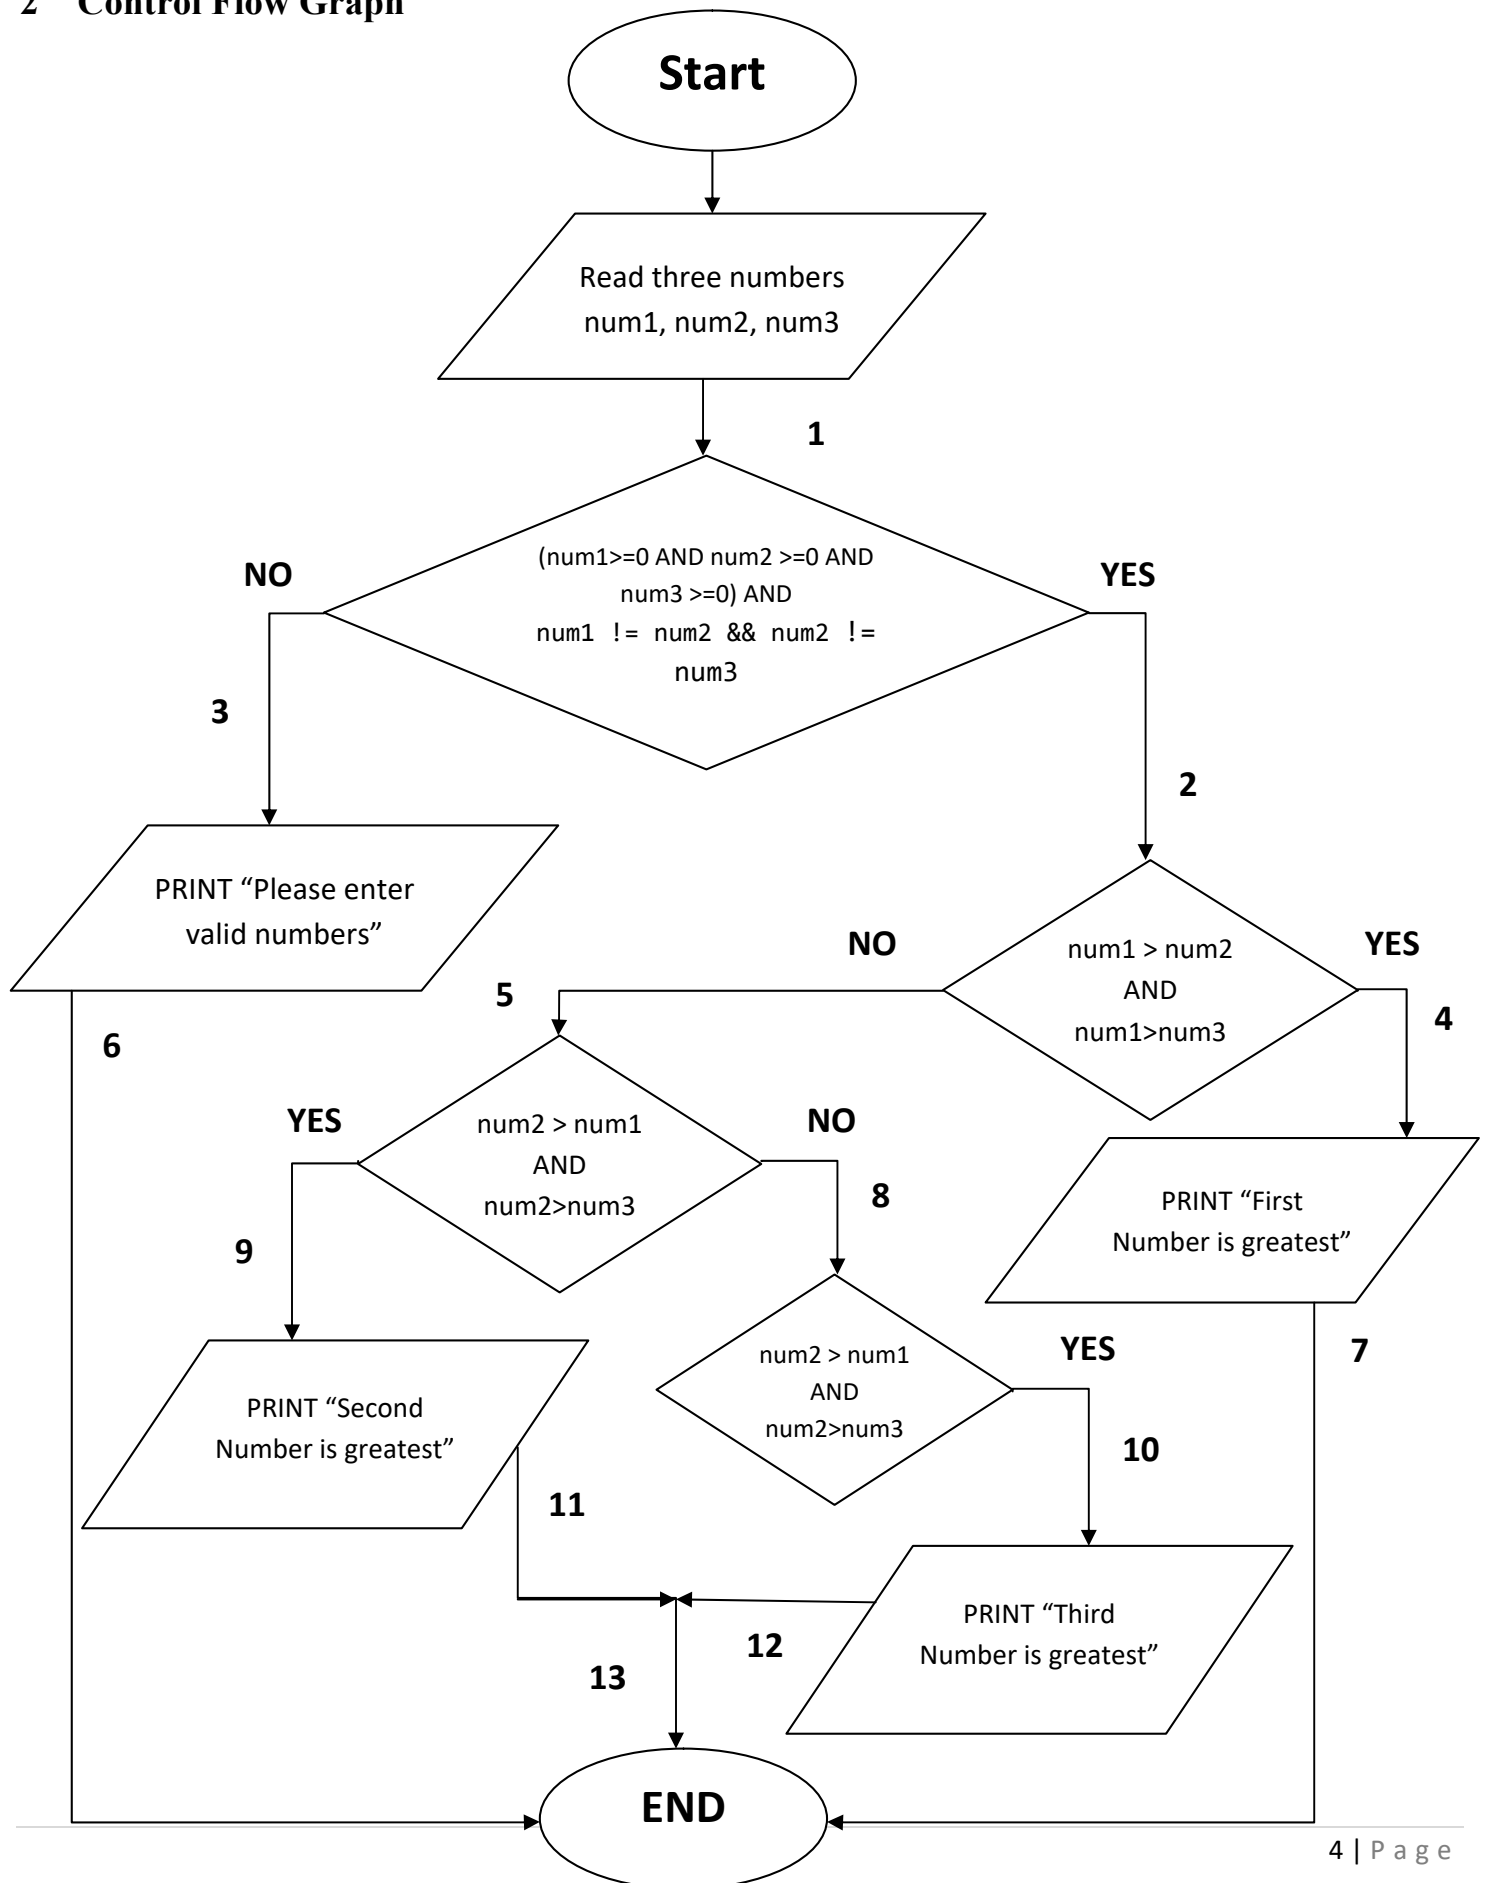 2 Control Flow Graph
Start
Read three numbers
num1, num2, num3
1
NO
YES
(num1>=0 AND num2 >=0 AND
num3 >=0) AND
num1 != num2 && num2 !=
num3
3
2
PRINT “Please enter
valid numbers”
NO
YES
num1 > num2
AND
num1>num3
5
4
6
YES
NO
num2 > num1
AND
num2>num3
8
9
PRINT “First
Number is greatest”
7
YES
num2 > num1
AND
num2>num3
PRINT “Second
Number is greatest”
10
11
PRINT “Third
Number is greatest”
12
13
END
4 | Page